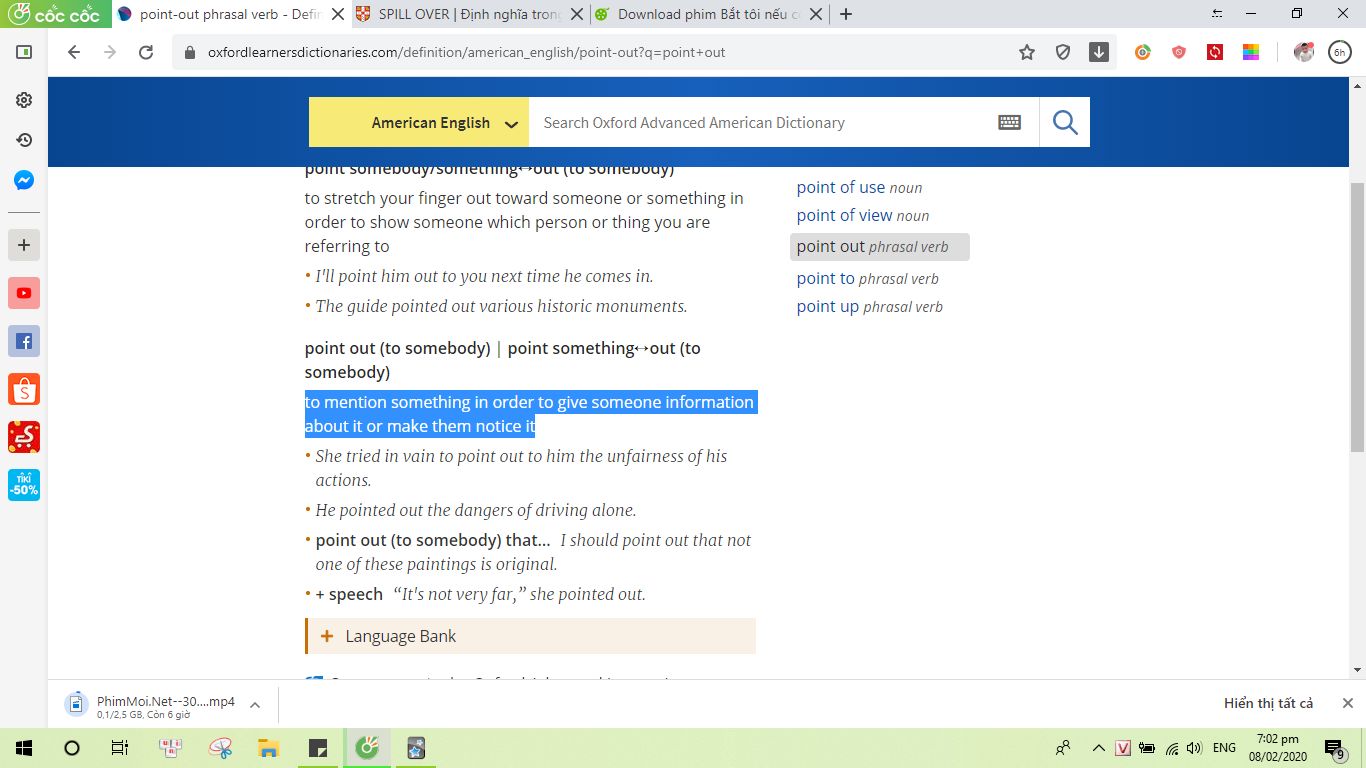 cốc cốc
point-out phrasal verb - Defin
SPILL OVER | Định nghĩa trong
Download phim Bắt tôi nếu có
oxfordlearnersdictionaries.com/definition/american_english/point-out?q=point+out
6h
American English
Search Oxford Advanced American Dictionary
point somebody/something↔out (to somebody)
to stretch your finger out toward someone or something in
order to show someone which person or thing you are
referring to
• I'll point him out to you next time he comes in.
• The guide pointed out various historic monuments.
point out (to somebody) | point something↔out (to
somebody)
to mention something in order to give someone information
about it or make them notice it
• She tried in vain to point out to him the unfairness of his
actions.
• He pointed out the dangers of driving alone.
• point out (to somebody) that... I should point out that not
one of these paintings is original.
• + speech “It's not very far,” she pointed out.
+ Language Bank
point of use noun
point of view noun
point out phrasal verb
point to phrasal verb
point up phrasal verb
TIKI
-50%
PhimMoi.Net--30....mp4
0,1/2,5 GB, Còn 6 giờ
Hiển thị tất cả
V
ENG
7:02 pm
08/02/2020
9